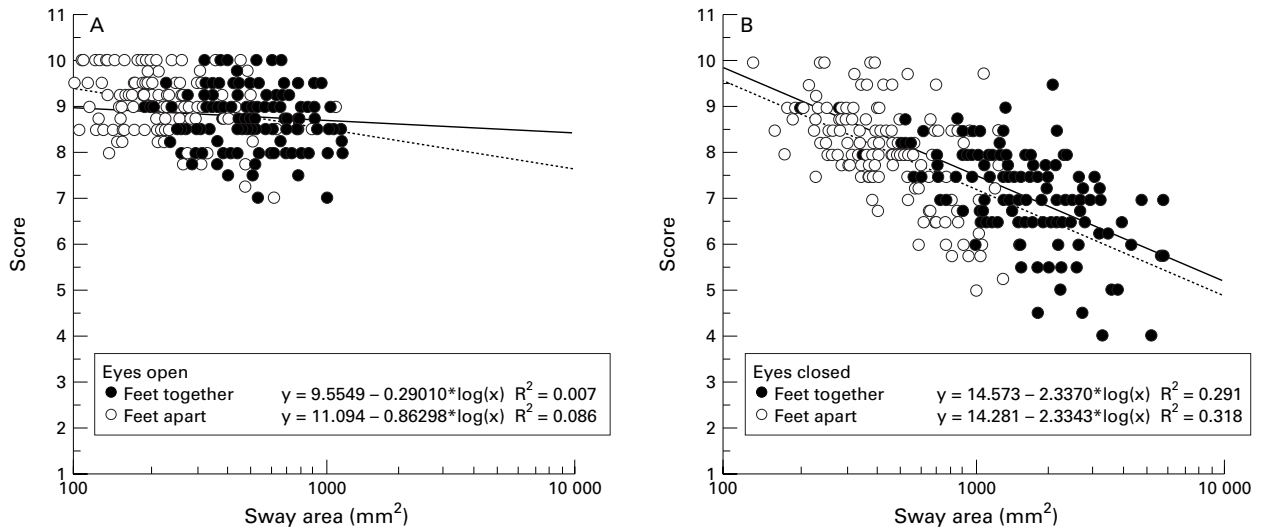 A
11
10
9
8
7
6
5
4
3
2
1
Score
Eyes open
Feet together y = 9.5549 – 0.29010*log(x) R² = 0.007
Feet apart y = 11.094 – 0.86298*log(x) R² = 0.086
100 1000 10 000
Sway area (mm²)
B
11
10
9
8
7
6
5
4
3
2
1
Score
Eyes closed
Feet together y = 14.573 – 2.3370*log(x) R² = 0.291
Feet apart y = 14.281 – 2.3343*log(x) R² = 0.318
100 1000 10 000
Sway area (mm²)